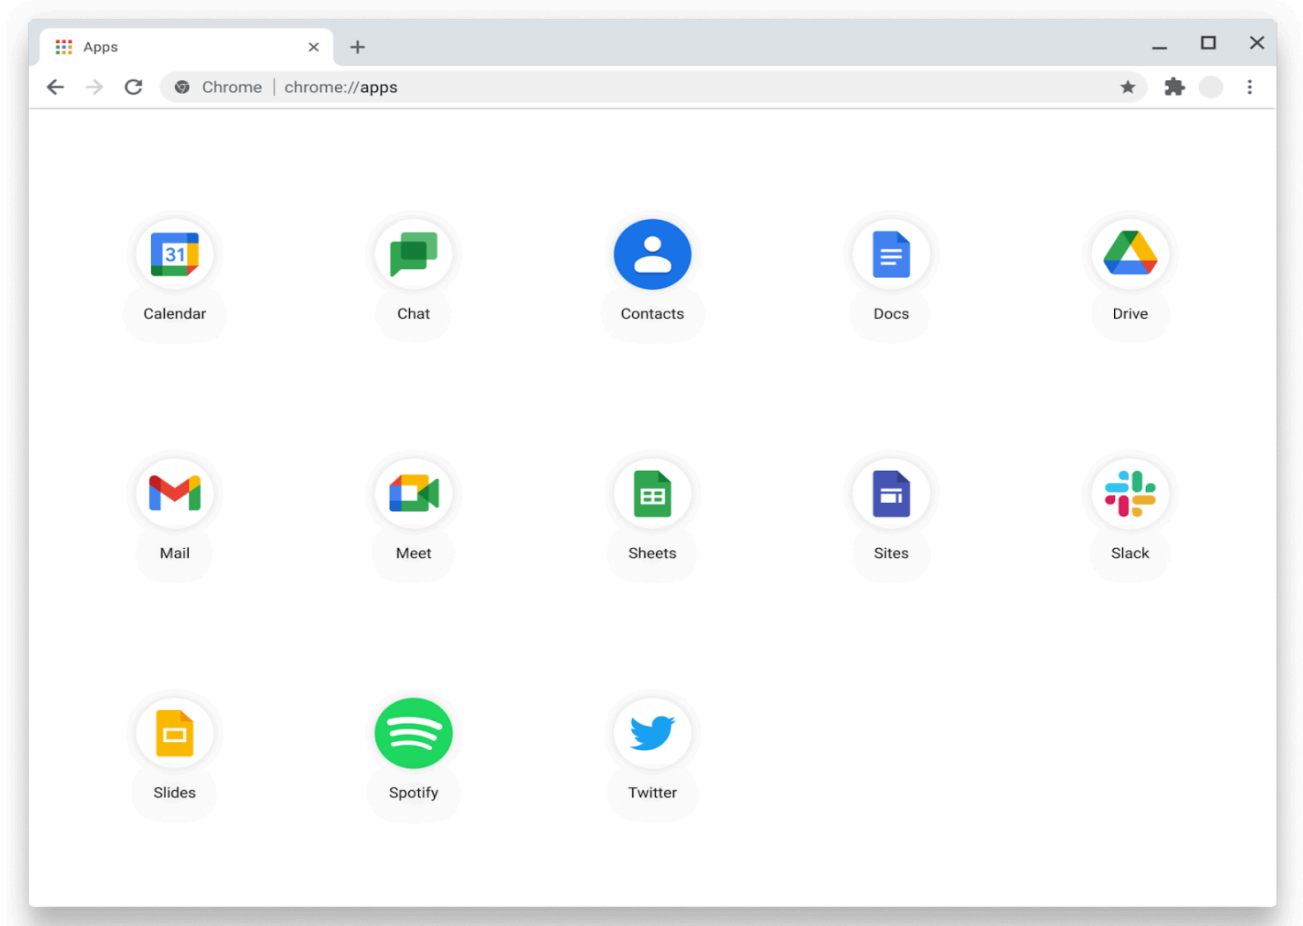 Apps
Chrome | chrome://apps
31
Calendar
Chat
Contacts
Docs
Drive
Mail
Meet
Sheets
Sites
Slack
Slides
Spotify
Twitter